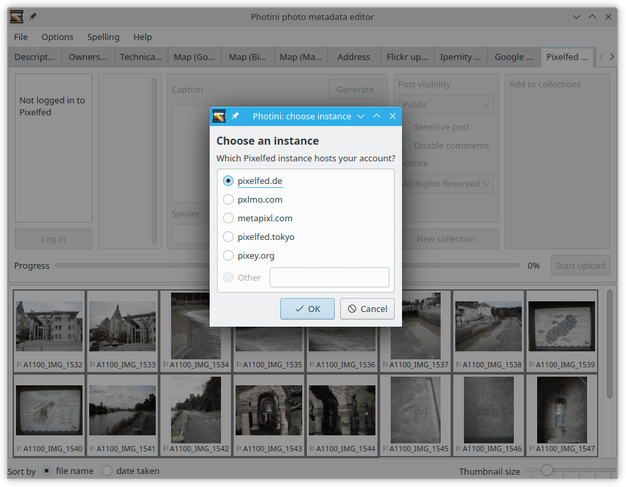 Photini photo metadata editor
File Options Spelling Help
Descript... Owners... Technica... Map (Go... Map (Bi... Map (Ma... Address Flickr up... Ipernity ... Google ... Pixelfed ...
Not logged in to
Pixelfed
Log in
Caption
Generate
Spoiler
Post visibility
Public
Sensitive post
Disable comments
All Rights Reserved
New collection
Add to collections
Photini: choose instance
Choose an instance
Which Pixelfed instance hosts your account?
pixelfed.de
pxlmo.com
metapixl.com
pixelfed.tokyo
pixey.org
Other
OK Cancel
Progress 0% Start upload
A1100_IMG_1532 A1100_IMG_1533 A1100_IMG_1534 A1100_IMG_1535 A1100_IMG_1536 A1100_IMG_1537 A1100_IMG_1538 A1100_IMG_1539
A1100_IMG_1540 A1100_IMG_1541 A1100_IMG_1542 A1100_IMG_1543 A1100_IMG_1544 A1100_IMG_1545 A1100_IMG_1546 A1100_IMG_1547
Sort by file name date taken Thumbnail size